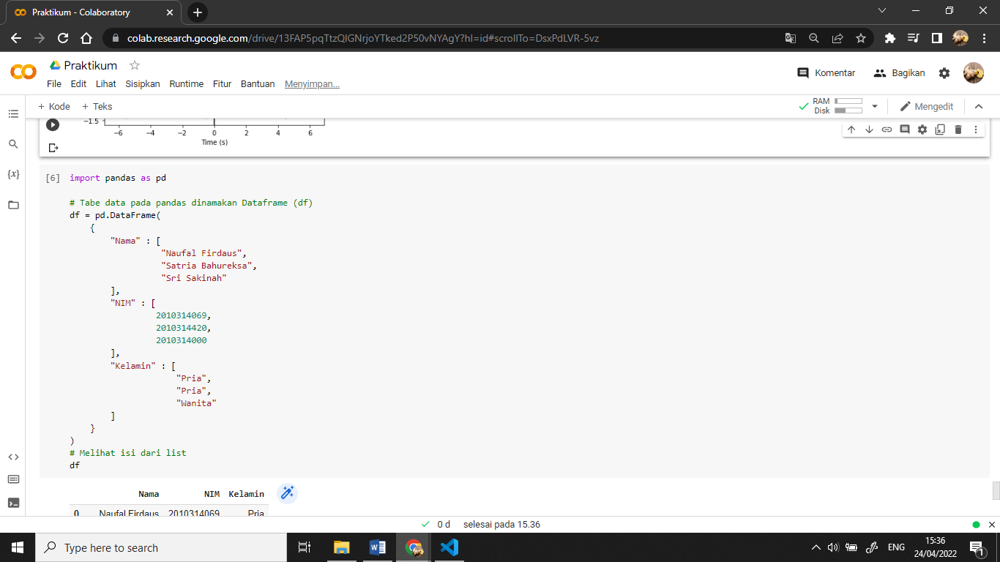 Praktikum - Colaboratory
colab.research.google.com/drive/13FAP5pqTtzQlGNrjoYTked2P50vNYAgY?hl=id#scrollTo=DsxPdLVR-5vz
Praktikum
File Edit Lihat Sisipkan Runtime Fitur Bantuan Menyimpan...
Komentar Bagikan
+ Kode + Teks
RAM
Disk
Mengedit
−1.5
−6 −4 −2 0 2 4 6
Time (s)
{x}
[6] import pandas as pd
# Tabe data pada pandas dinamakan Dataframe (df)
df = pd.DataFrame(
{
"Nama" : [
"Naufal Firdaus",
"Satria Bahureksa",
"Sri Sakinah"
],
"NIM" : [
2010314069,
2010314420,
2010314000
],
"Kelamin" : [
"Pria",
"Pria",
"Wanita"
]
}
)
# Melihat isi dari list
df
Nama NIM Kelamin
0 Naufal Firdaus 2010314069 Pria
0 d selesai pada 15.36
Type here to search
ENG
15:36
24/04/2022
1